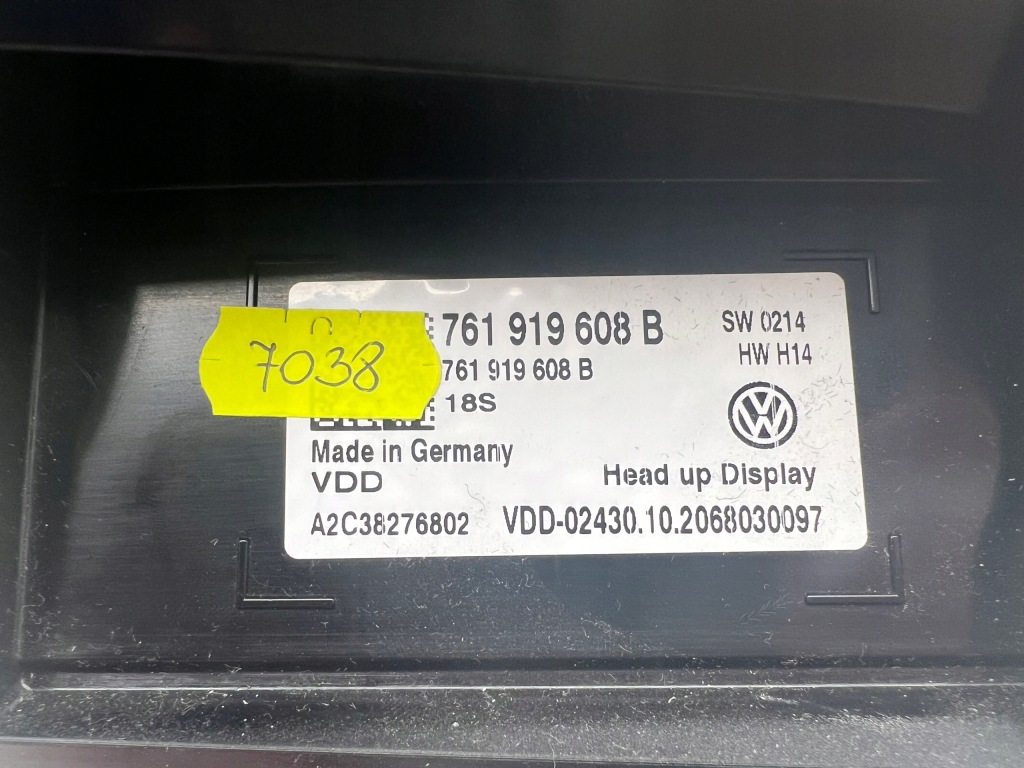 761 919 608 B
SW 0214
HW H14
761 919 608 B
18S
7038
Made in Germany
VDD
Head up Display
A2C38276802
VDD-02430.10.2068030097